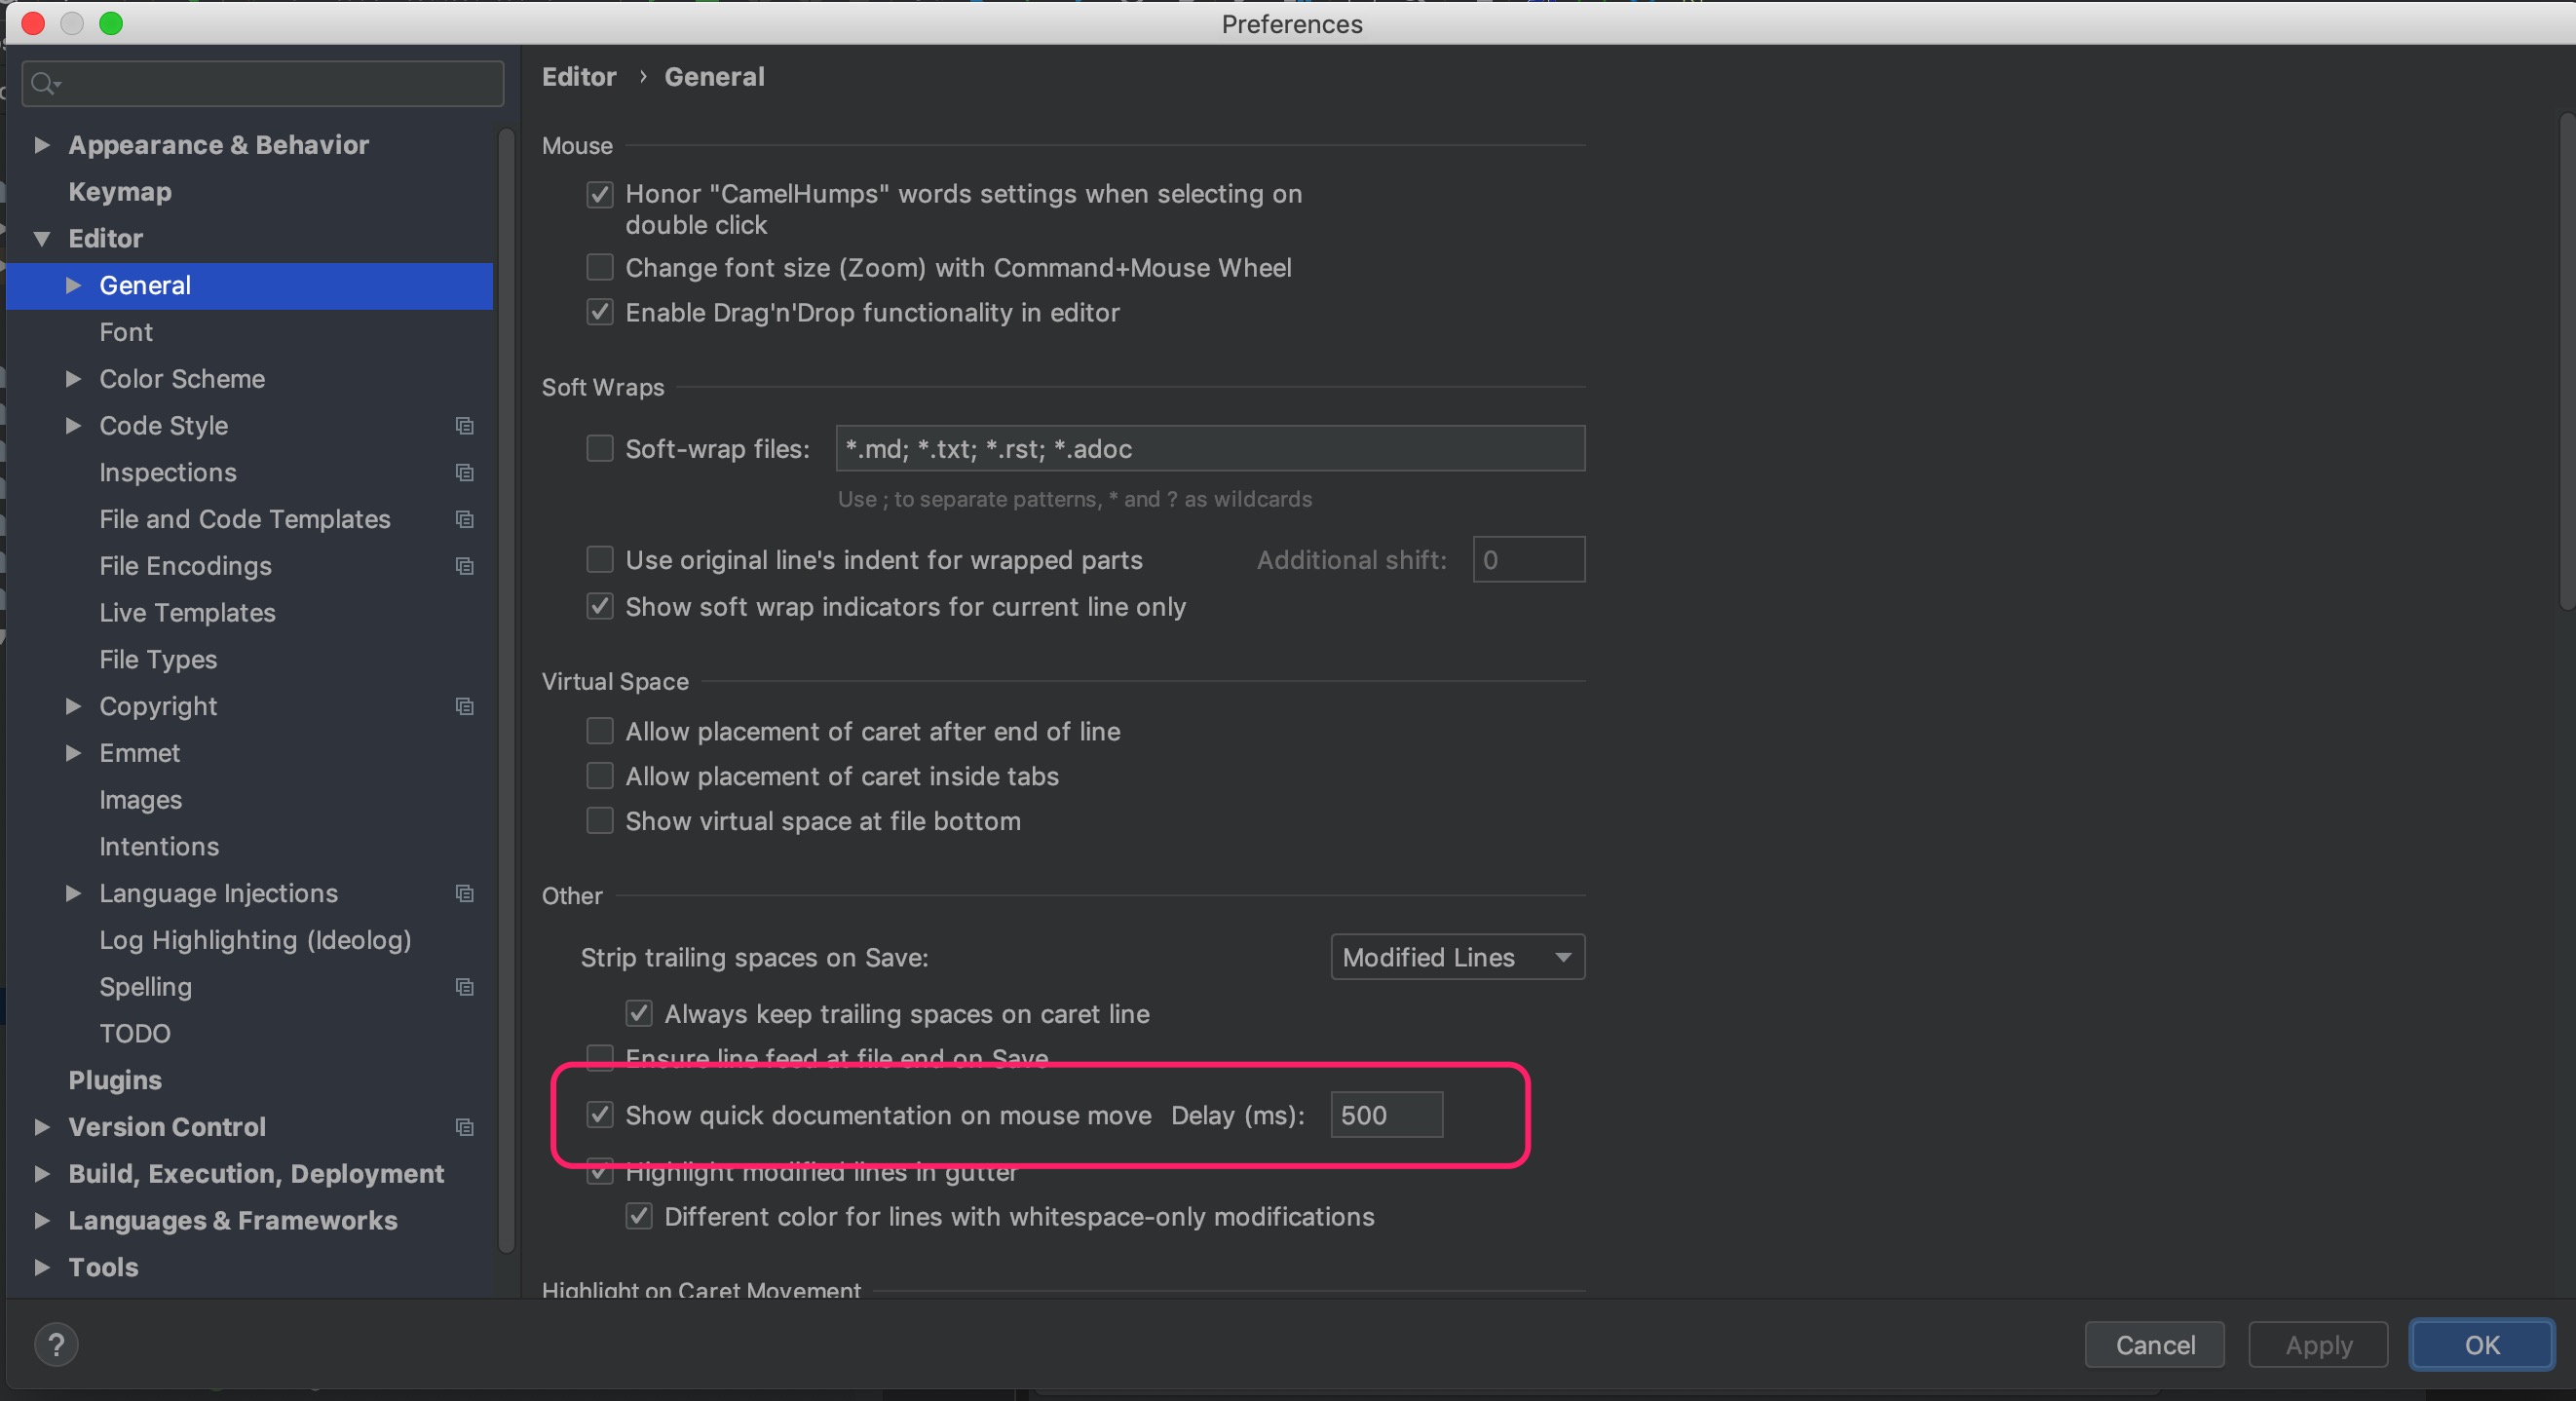 Preferences
Appearance & Behavior
Keymap
Editor
General
Font
Color Scheme
Code Style
Inspections
File and Code Templates
File Encodings
Live Templates
File Types
Copyright
Emmet
Images
Intentions
Language Injections
Log Highlighting (Ideolog)
Spelling
TODO
Plugins
Version Control
Build, Execution, Deployment
Languages & Frameworks
Tools
Editor › General
Mouse
Honor "CamelHumps" words settings when selecting on
double click
Change font size (Zoom) with Command+Mouse Wheel
Enable Drag'n'Drop functionality in editor
Soft Wraps
Soft-wrap files: *.md; *.txt; *.rst; *.adoc
Use ; to separate patterns, * and ? as wildcards
Use original line's indent for wrapped parts Additional shift: 0
Show soft wrap indicators for current line only
Virtual Space
Allow placement of caret after end of line
Allow placement of caret inside tabs
Show virtual space at file bottom
Other
Strip trailing spaces on Save: Modified Lines
Always keep trailing spaces on caret line
Ensure line feed at file end on Save
Show quick documentation on mouse move Delay (ms): 500
Highlight modified lines in gutter
Different color for lines with whitespace-only modifications
Highlight on Caret Movement
?
Cancel Apply OK